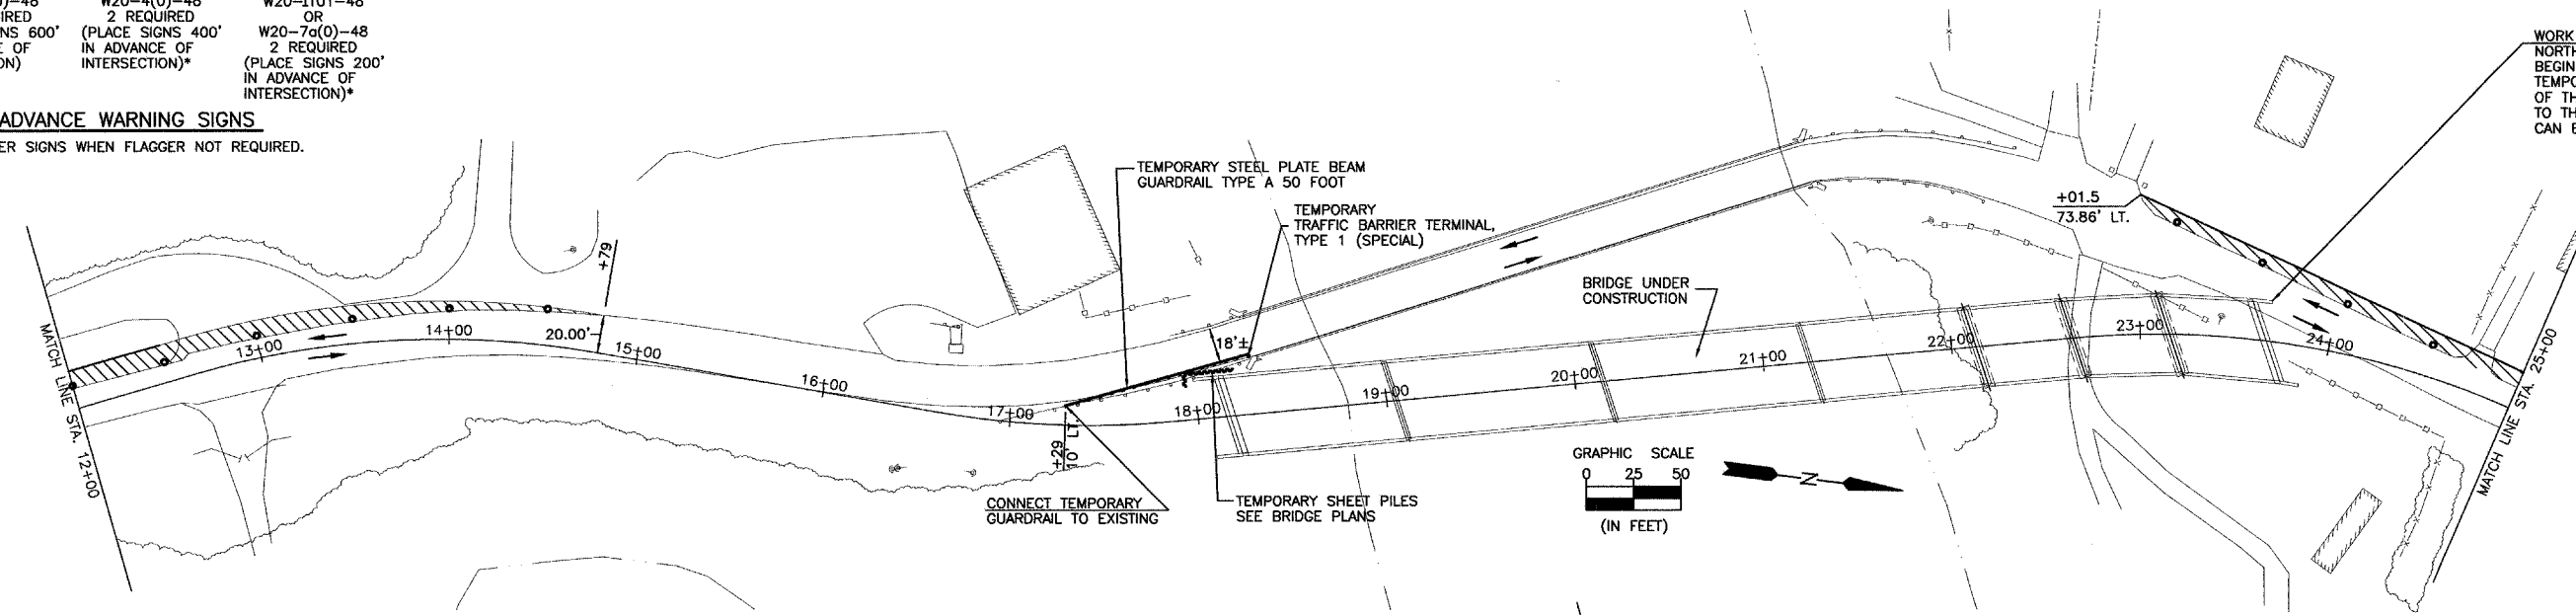 W20-4(0)-48
2 REQUIRED
(PLACE SIGNS 400'
IN ADVANCE OF
INTERSECTION)*
W20-1101-48
OR
W20-7a(0)-48
2 REQUIRED
(PLACE SIGNS 200'
IN ADVANCE OF
INTERSECTION)*
ADVANCE WARNING SIGNS
ER SIGNS WHEN FLAGGER NOT REQUIRED.
TEMPORARY STEEL PLATE BEAM
GUARDRAIL TYPE A 50 FOOT
TEMPORARY
TRAFFIC BARRIER TERMINAL,
TYPE 1 (SPECIAL)
BRIDGE UNDER
CONSTRUCTION
+01.5
73.86' LT.
WORK
NORTH
BEGIN
TEMPO
OF TH
TO TH
CAN B
+79
20.00'
18'±
MATCH LINE STA. 12+00
13+00
14+00
15+00
16+00
17+00
18+00
19+00
20+00
21+00
22+00
23+00
24+00
MATCH LINE STA. 25+00
+29
10' LT.
CONNECT TEMPORARY
GUARDRAIL TO EXISTING
TEMPORARY SHEET PILES
SEE BRIDGE PLANS
GRAPHIC SCALE
0 25 50
(IN FEET)
N